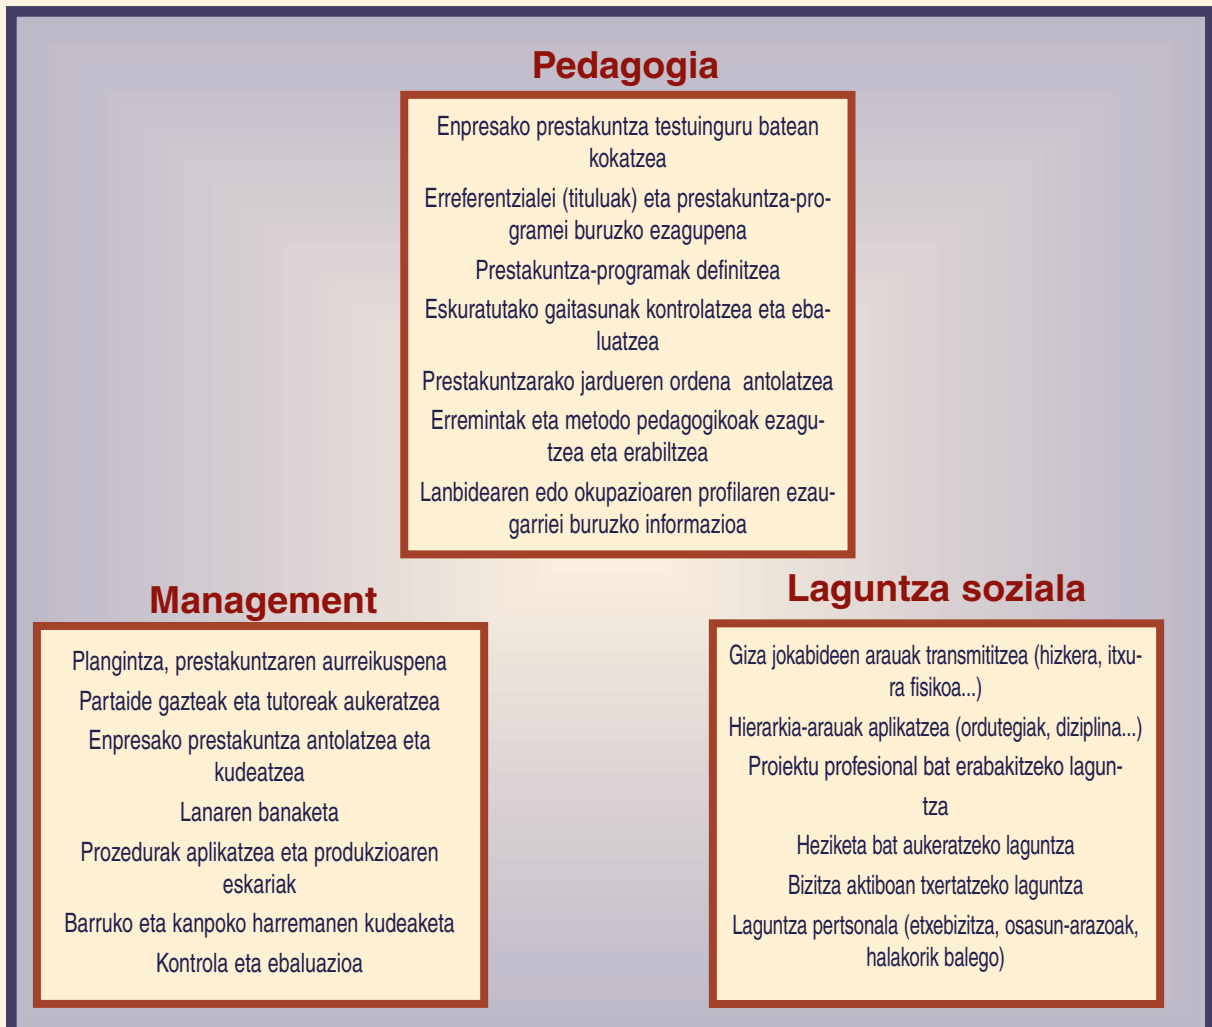 Pedagogia
Enpresako prestakuntza testuinguru batean
kokatzea
Erreferentzialei (tituluak) eta prestakuntza-pro-
gramei buruzko ezagupena
Prestakuntza-programak definitzea
Eskuratutako gaitasunak kontrolatzea eta eba-
luatzea
Prestakuntzarako jardueren ordena antolatzea
Erremintak eta metodo pedagogikoak ezagu-
tzea eta erabiltzea
Lanbidearen edo okupazioaren profilaren ezau-
garriei buruzko informazioa
Management
Plangintza, prestakuntzaren aurreikuspena
Partaide gazteak eta tutoreak aukeratzea
Enpresako prestakuntza antolatzea eta
kudeatzea
Lanaren banaketa
Prozedurak aplikatzea eta produkzioaren
eskariak
Barruko eta kanpoko harremanen kudeaketa
Kontrola eta ebaluazioa
Laguntza soziala
Giza jokabideen arauak transmititzea (hizkera, itxu-
ra fisikoa...)
Hierarkia-arauak aplikatzea (ordutegiak, diziplina...)
Proiektu profesional bat erabakitzeko lagun-
tza
Heziketa bat aukeratzeko laguntza
Bizitza aktiboan txertatzeko laguntza
Laguntza pertsonala (etxebizitza, osasun-arazoak,
halakorik balego)